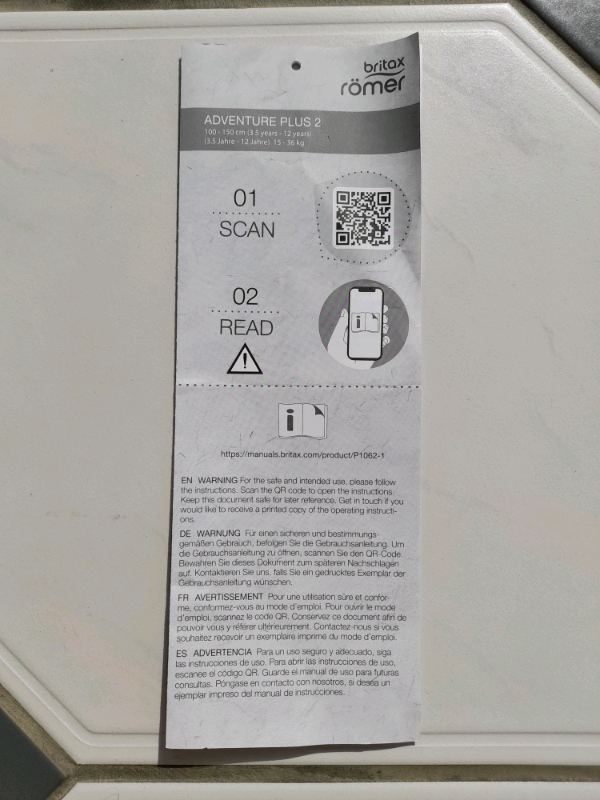 britax
römer
ADVENTURE PLUS 2
100 - 150 cm (3.5 years - 12 years)
(3.5 Jahre - 12 Jahre) 15 - 36 kg
01
SCAN
02
READ
i
i
https://manuals.britax.com/product/P1062-1
EN WARNING For the safe and intended use, please follow
the instructions. Scan the QR code to open the instructions.
Keep this document safe for later reference. Get in touch if you
would like to receive a printed copy of the operating instructi-
ons.
DE WARNUNG Für einen sicheren und bestimmungs-
gemäßen Gebrauch, befolgen Sie die Gebrauchsanleitung. Um
die Gebrauchsanleitung zu öffnen, scannen Sie den QR-Code.
Bewahren Sie dieses Dokument zum späteren Nachschlagen
auf. Kontaktieren Sie uns, falls Sie ein gedrucktes Exemplar der
Gebrauchsanleitung wünschen.
FR AVERTISSEMENT Pour une utilisation sûre et confor-
me, conformez-vous au mode d'emploi. Pour ouvrir le mode
d'emploi, scannez le code QR. Conservez ce document afin de
pouvoir vous y référer ultérieurement. Contactez-nous si vous
souhaitez recevoir un exemplaire imprimé du mode d'emploi.
ES ADVERTENCIA Para un uso seguro y adecuado, siga
las instrucciones de uso. Para abrir las instrucciones de uso,
escanee el código QR. Guarde el manual de uso para futuras
consultas. Póngase en contacto con nosotros, si desea un
ejemplar impreso del manual de instrucciones.